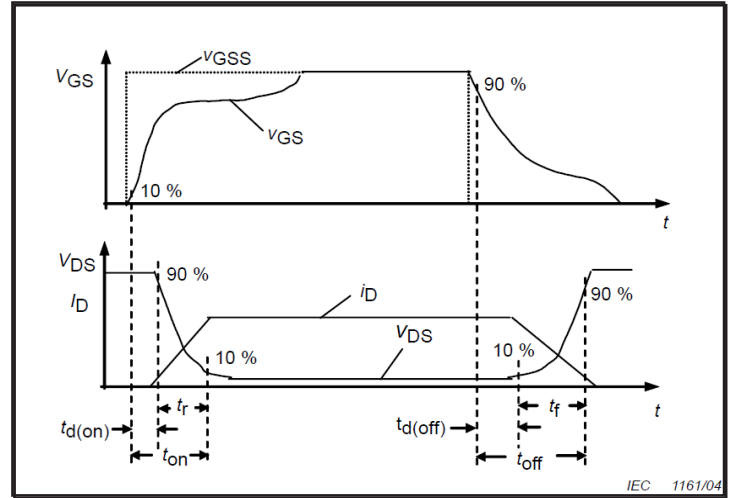 vGSS
VGS
90 %
vGS
10 %
t
VDS
90 %
ID
iD
90 %
VDS
10 %
10 %
tr
tf
t
td(on)
td(off)
ton
toff
IEC 1161/04